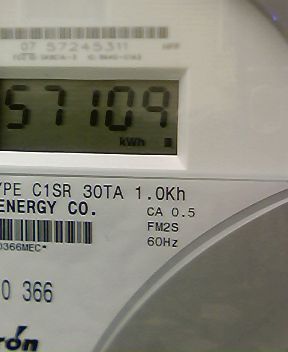 07 57245311
57109
kWh
YPE C1SR 30TA 1.0Kh
ENERGY CO.
CA 0.5
FM2S
60Hz
0366MEC*
0 366
rón